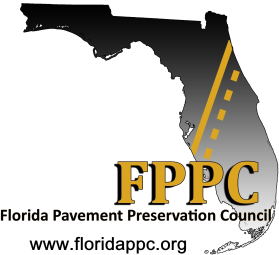 FPPC
Florida Pavement Preservation Council
www.floridappc.org